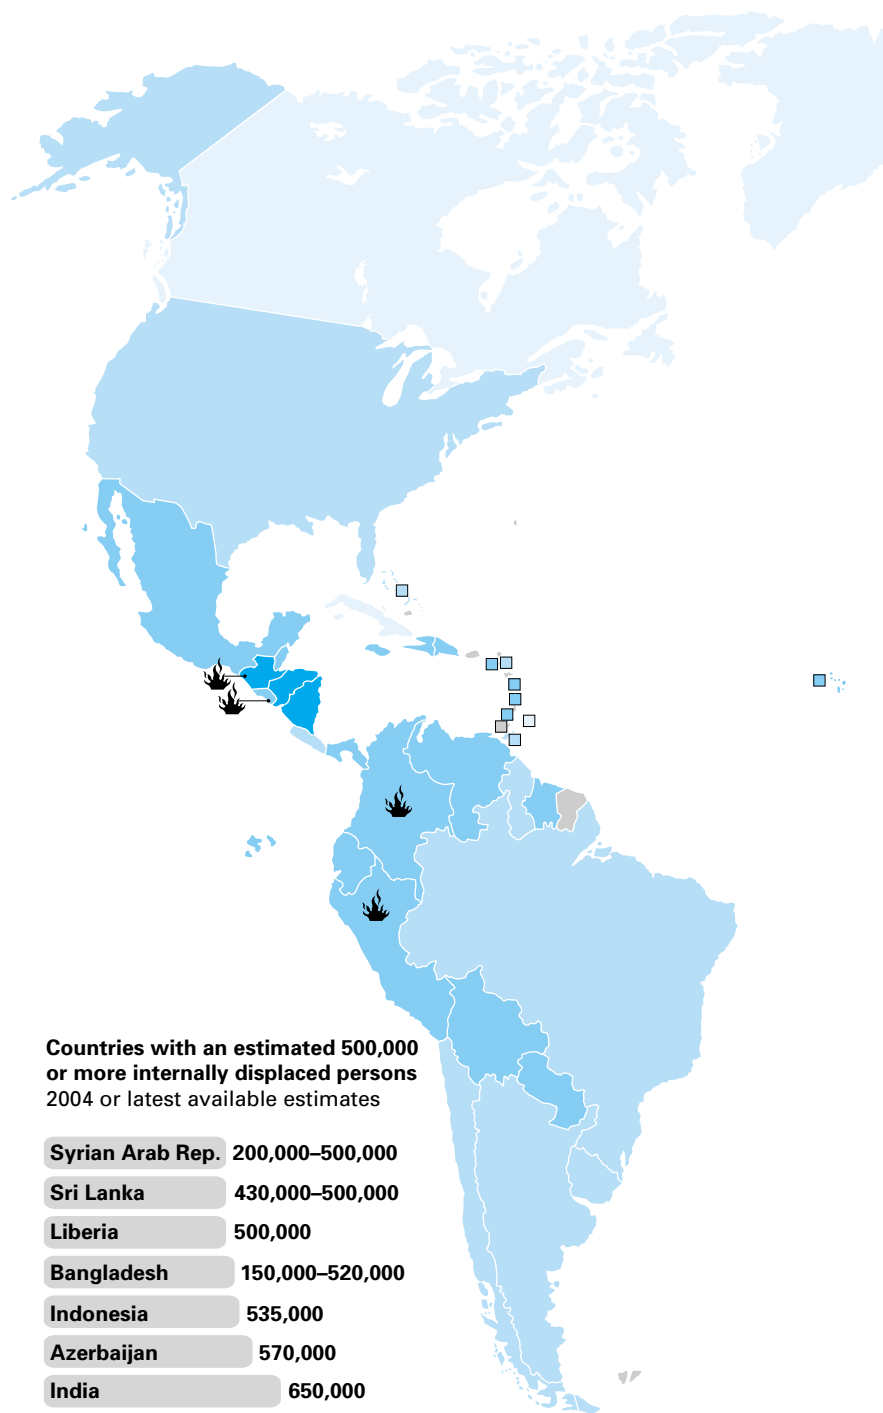 Countries with an estimated 500,000
or more internally displaced persons
2004 or latest available estimates
Syrian Arab Rep. 200,000–500,000
Sri Lanka 430,000–500,000
Liberia 500,000
Bangladesh 150,000–520,000
Indonesia 535,000
Azerbaijan 570,000
India 650,000